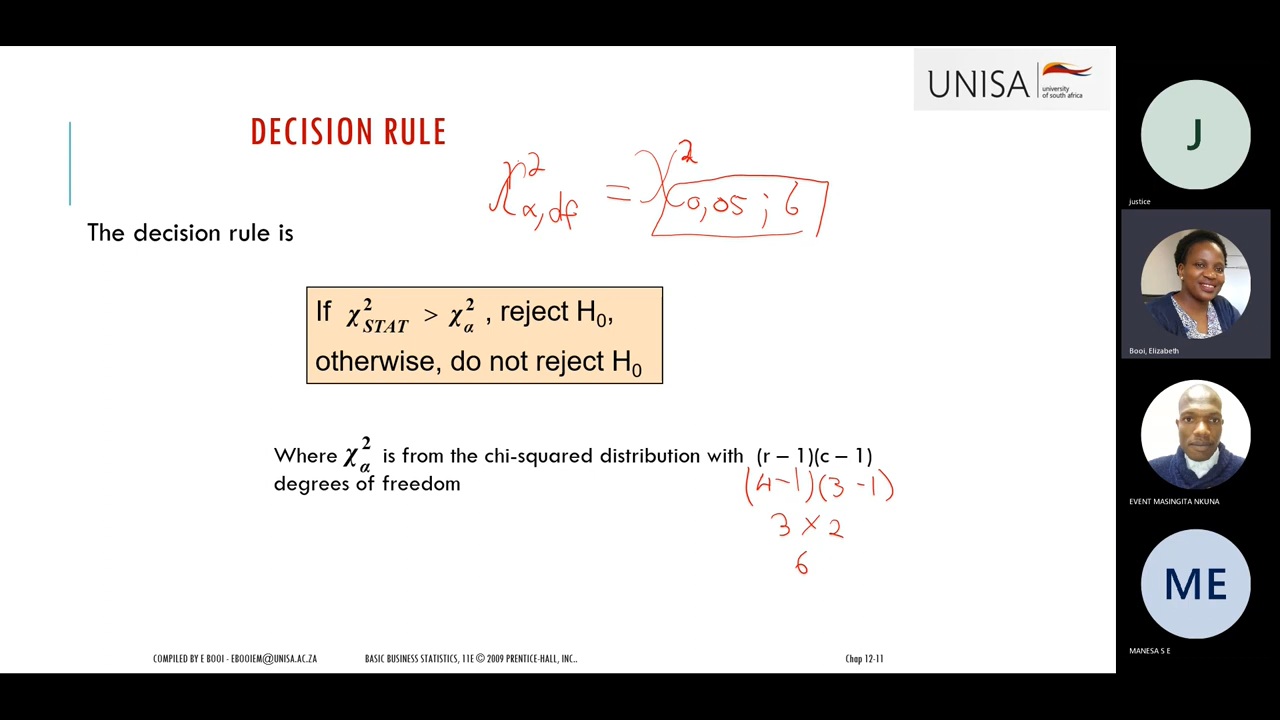 UNISA
university
of south africa
DECISION RULE
χ²α,df = χ²0,05 ; 6
The decision rule is
If χ²STAT > χ²α , reject H0,
otherwise, do not reject H0
Where χ²α is from the chi-squared distribution with (r – 1)(c – 1)
degrees of freedom
(4-1)(3-1)
3 × 2
6
COMPILED BY E BOOI - EBOOIEM@UNISA.AC.ZA
BASIC BUSINESS STATISTICS, 11E © 2009 PRENTICE-HALL, INC..
Chap 12-11
J
justice
Booi, Elizabeth
EVENT MASINGITA NKUNA
ME
MANESA S E